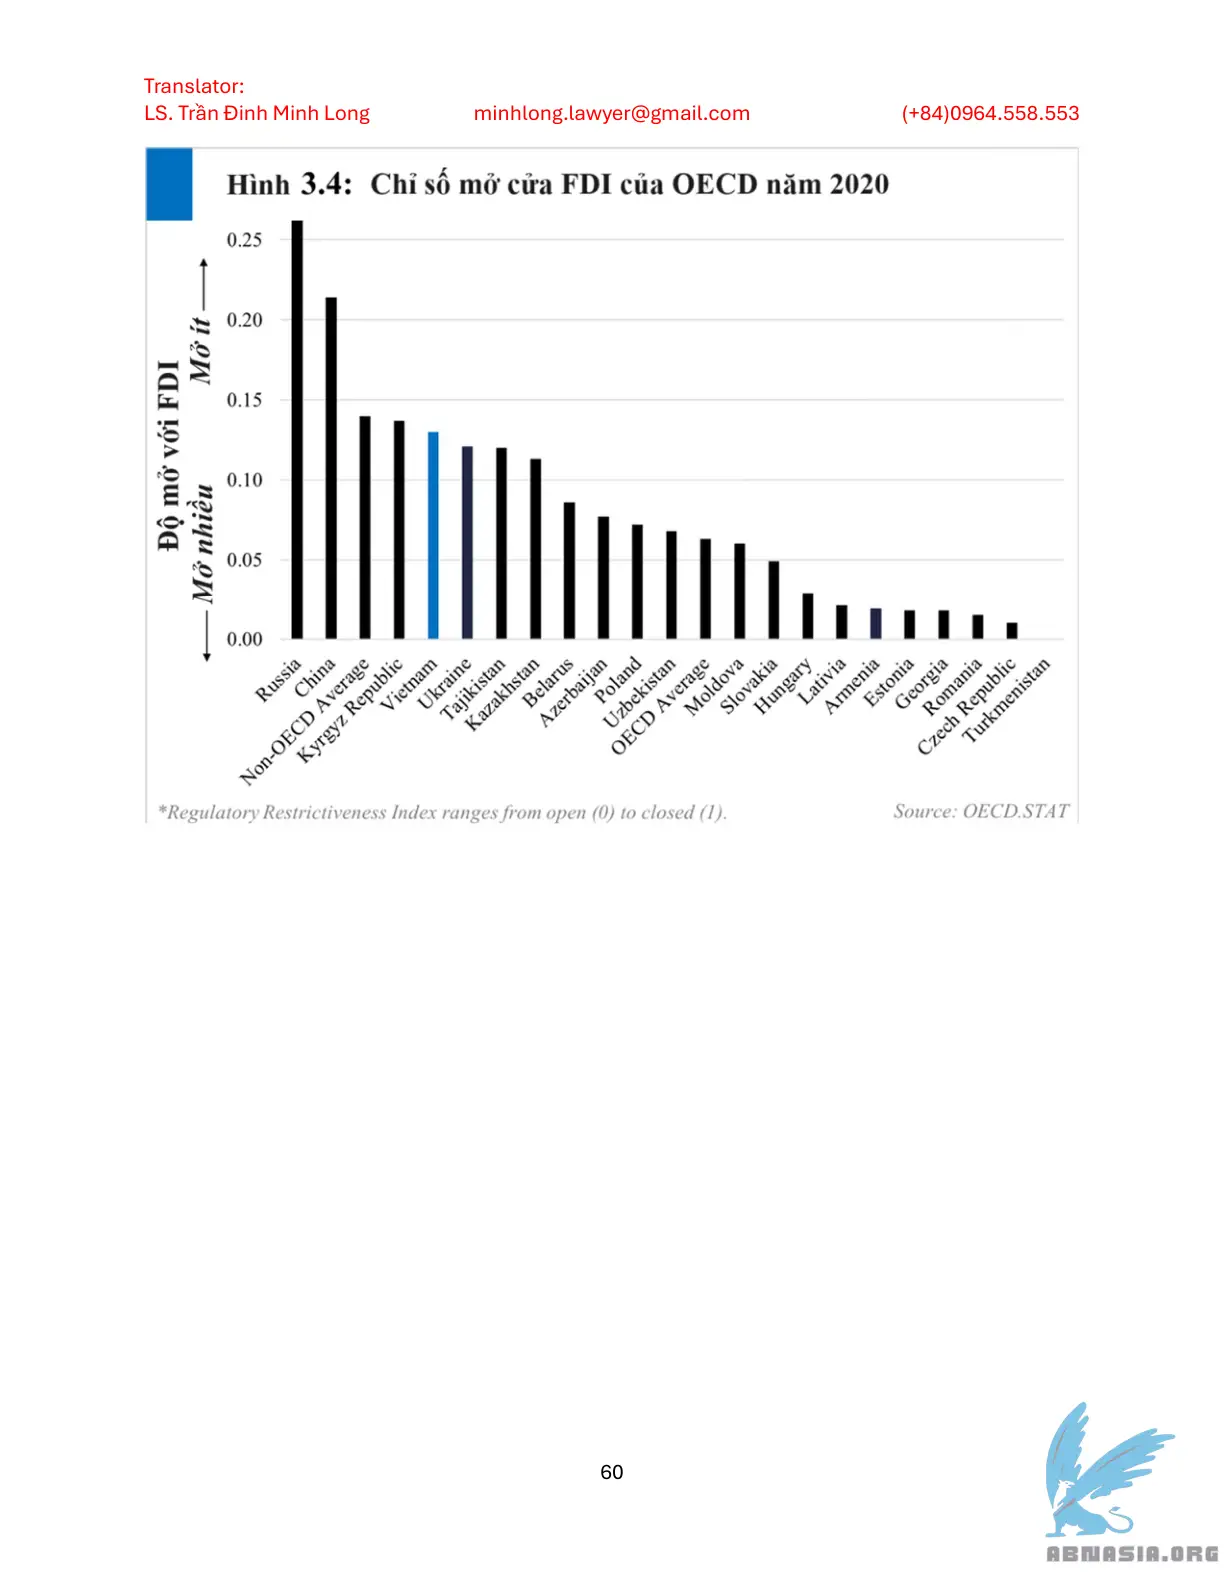 Translator:
LS. Trần Đinh Minh Long minhlong.lawyer@gmail.com (+84)0964.558.553
Hình 3.4: Chỉ số mở cửa FDI của OECD năm 2020
Độ mở với FDI
Mở ít
Mở nhiều
0.25
0.20
0.15
0.10
0.05
0.00
Russia
China
Non-OECD Average
Kyrgyz Republic
Vietnam
Ukraine
Tajikistan
Kazakhstan
Belarus
Azerbaijan
Poland
Uzbekistan
OECD Average
Moldova
Slovakia
Hungary
Lativia
Armenia
Estonia
Georgia
Romania
Czech Republic
Turkmenistan
*Regulatory Restrictiveness Index ranges from open (0) to closed (1). Source: OECD.STAT
60
ABNASIA.ORG